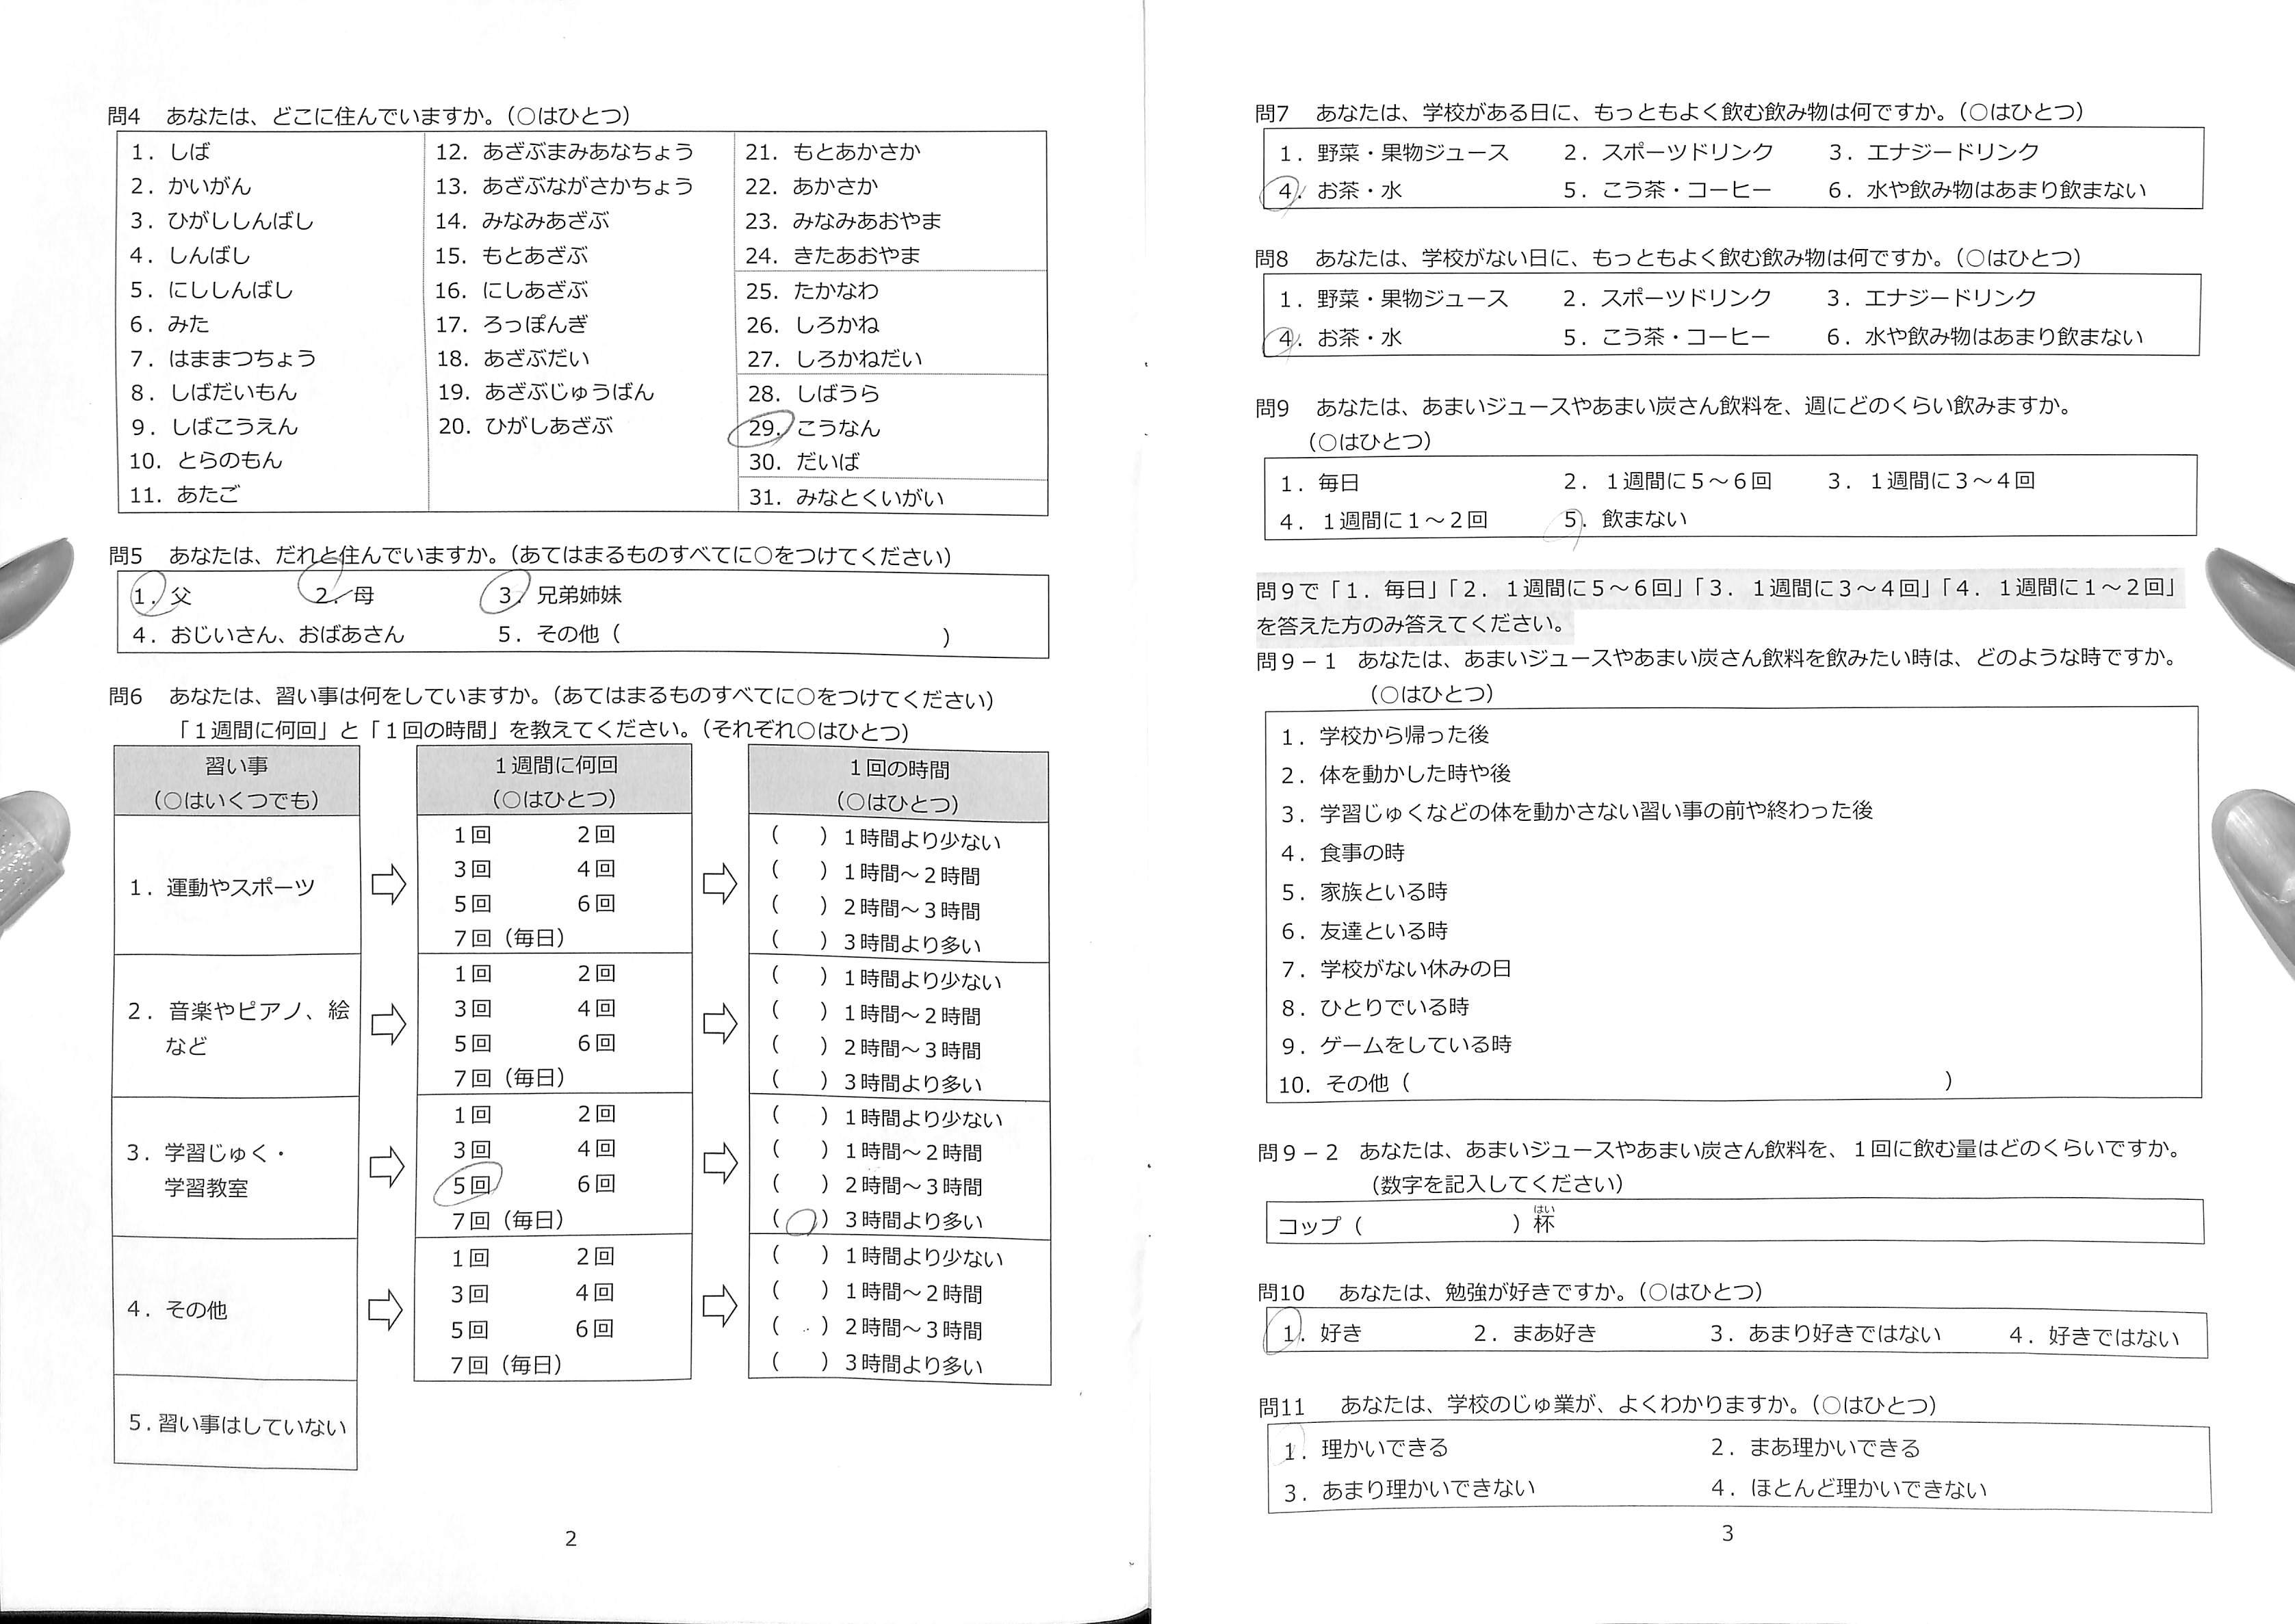 問4　あなたは、どこに住んでいますか。（○はひとつ）
1．しば
2．かいがん
3．ひがししんばし
4．しんばし
5．にししんばし
6．みた
7．はままつちょう
8．しばだいもん
9．しばこうえん
10．とらのもん
11．あたご
12．あざぶまみあなちょう
13．あざぶながさかちょう
14．みなみあざぶ
15．もとあざぶ
16．にしあざぶ
17．ろっぽんぎ
18．あざぶだい
19．あざぶじゅうばん
20．ひがしあざぶ
21．もとあかさか
22．あかさか
23．みなみあおやま
24．きたあおやま
25．たかなわ
26．しろかね
27．しろかねだい
28．しばうら
29．こうなん
30．だいば
31．みなとくいがい
問5　あなたは、だれと住んでいますか。（あてはまるものすべてに○をつけてください）
1．父　2．母　3．兄弟姉妹
4．おじいさん、おばあさん　5．その他（　）
問6　あなたは、習い事は何をしていますか。（あてはまるものすべてに○をつけてください）
「１週間に何回」と「１回の時間」を教えてください。（それぞれ○はひとつ）
習い事
（○はいくつでも）
１週間に何回
（○はひとつ）
１回の時間
（○はひとつ）
1．運動やスポーツ
1回　2回
3回　4回
5回　6回
7回（毎日）
（　）１時間より少ない
（　）１時間～２時間
（　）２時間～３時間
（　）３時間より多い
2．音楽やピアノ、絵
など
1回　2回
3回　4回
5回　6回
7回（毎日）
（　）１時間より少ない
（　）１時間～２時間
（　）２時間～３時間
（　）３時間より多い
3．学習じゅく・
学習教室
1回　2回
3回　4回
5回　6回
7回（毎日）
（　）１時間より少ない
（　）１時間～２時間
（　）２時間～３時間
（○）３時間より多い
4．その他
1回　2回
3回　4回
5回　6回
7回（毎日）
（　）１時間より少ない
（　）１時間～２時間
（　）２時間～３時間
（　）３時間より多い
5．習い事はしていない
2
問7　あなたは、学校がある日に、もっともよく飲む飲み物は何ですか。（○はひとつ）
1．野菜・果物ジュース　2．スポーツドリンク　3．エナジードリンク
4．お茶・水　5．こう茶・コーヒー　6．水や飲み物はあまり飲まない
問8　あなたは、学校がない日に、もっともよく飲む飲み物は何ですか。（○はひとつ）
1．野菜・果物ジュース　2．スポーツドリンク　3．エナジードリンク
4．お茶・水　5．こう茶・コーヒー　6．水や飲み物はあまり飲まない
問9　あなたは、あまいジュースやあまい炭さん飲料を、週にどのくらい飲みますか。
（○はひとつ）
1．毎日　2．１週間に５～６回　3．１週間に３～４回
4．１週間に１～２回　5．飲まない
問９で「１．毎日」「２．１週間に５～６回」「３．１週間に３～４回」「４．１週間に１～２回」
を答えた方のみ答えてください。
問９－１　あなたは、あまいジュースやあまい炭さん飲料を飲みたい時は、どのような時ですか。
（○はひとつ）
1．学校から帰った後
2．体を動かした時や後
3．学習じゅくなどの体を動かさない習い事の前や終わった後
4．食事の時
5．家族といる時
6．友達といる時
7．学校がない休みの日
8．ひとりでいる時
9．ゲームをしている時
10．その他（　）
問９－２　あなたは、あまいジュースやあまい炭さん飲料を、１回に飲む量はどのくらいですか。
（数字を記入してください）
はい
コップ（　）杯
問10　あなたは、勉強が好きですか。（○はひとつ）
1．好き　2．まあ好き　3．あまり好きではない　4．好きではない
問11　あなたは、学校のじゅ業が、よくわかりますか。（○はひとつ）
1．理かいできる　2．まあ理かいできる
3．あまり理かいできない　4．ほとんど理かいできない
3